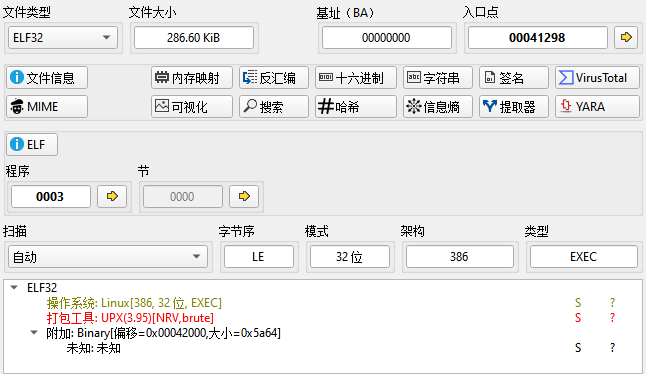 文件类型 文件大小 基址（BA） 入口点
ELF32 286.60 KiB 00000000 00041298
文件信息 内存映射 反汇编 十六进制 字符串 签名 VirusTotal
MIME 可视化 搜索 哈希 信息熵 提取器 YARA
ELF
程序 节
0003 0000
扫描 字节序 模式 架构 类型
自动 LE 32 位 386 EXEC
ELF32
操作系统: Linux[386, 32 位, EXEC] S ?
打包工具: UPX(3.95)[NRV,brute] S ?
附加: Binary[偏移=0x00042000,大小=0x5a64]
未知: 未知 S ?